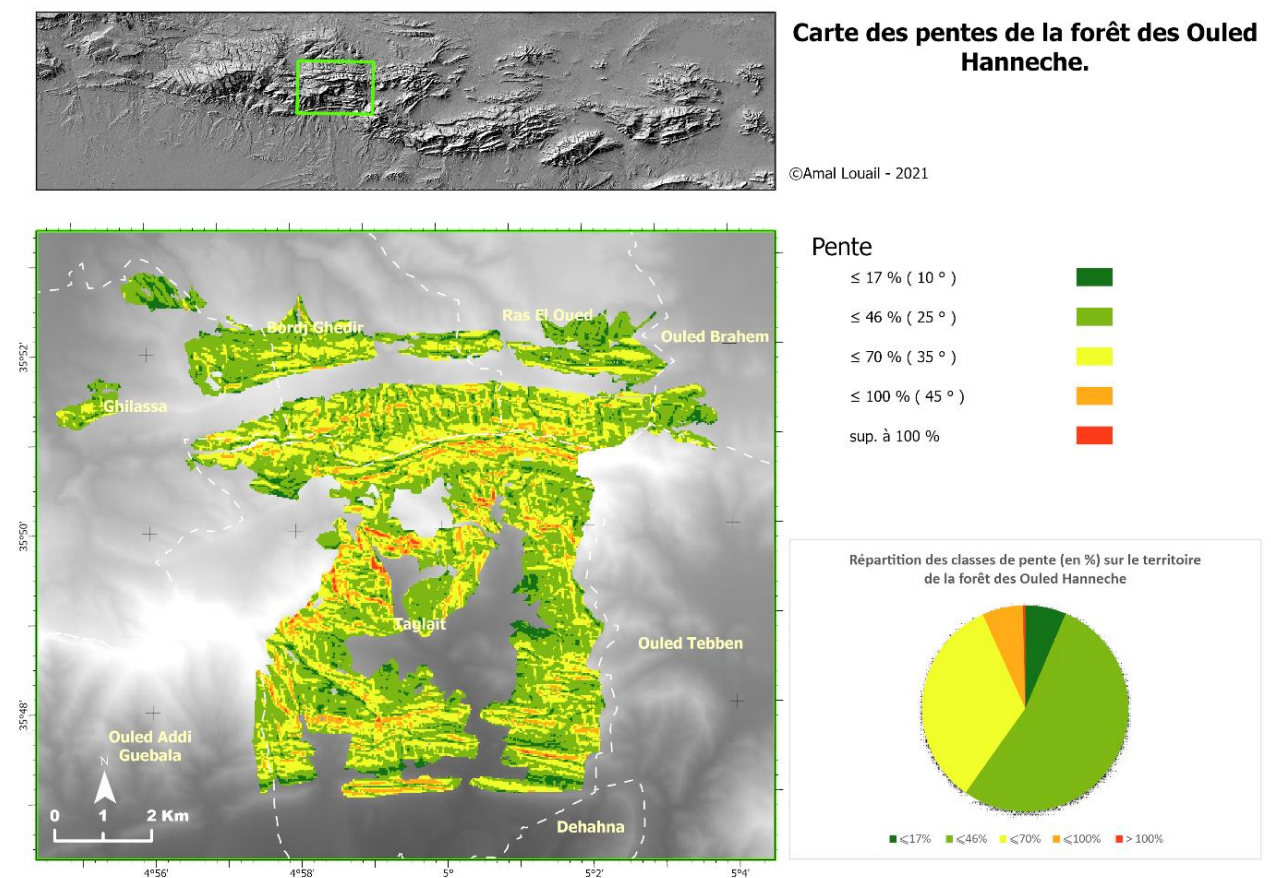 Carte des pentes de la forêt des Ouled
Hanneche.
©Amal Louail - 2021
Pente
≤ 17 % ( 10 ° )
≤ 46 % ( 25 ° )
≤ 70 % ( 35 ° )
≤ 100 % ( 45 ° )
sup. à 100 %
Bordj Ghedir
Ras El Oued
Ouled Brahem
Ghilassa
Taglait
Ouled Tebben
Ouled Addi
Guebala
Dehahna
N
0 1 2 Km
35°52'
35°50'
35°48'
4°56' 4°58' 5° 5°2' 5°4'
Répartition des classes de pente (en %) sur le territoire
de la forêt des Ouled Hanneche
⩽17% ⩽46% ⩽70% ⩽100% > 100%